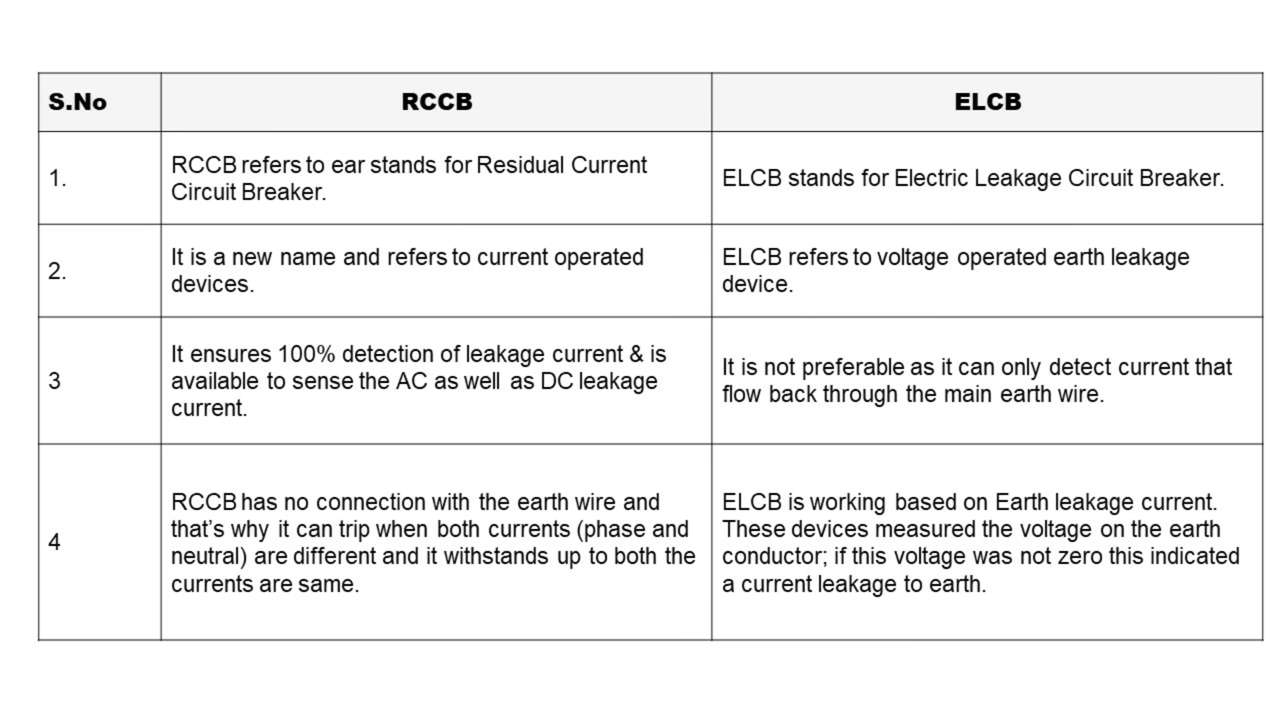 S.No
RCCB
ELCB
1.
RCCB refers to ear stands for Residual Current
Circuit Breaker.
ELCB stands for Electric Leakage Circuit Breaker.
2.
It is a new name and refers to current operated
devices.
ELCB refers to voltage operated earth leakage
device.
3
It ensures 100% detection of leakage current & is
available to sense the AC as well as DC leakage
current.
It is not preferable as it can only detect current that
flow back through the main earth wire.
4
RCCB has no connection with the earth wire and
that’s why it can trip when both currents (phase and
neutral) are different and it withstands up to both the
currents are same.
ELCB is working based on Earth leakage current.
These devices measured the voltage on the earth
conductor; if this voltage was not zero this indicated
a current leakage to earth.